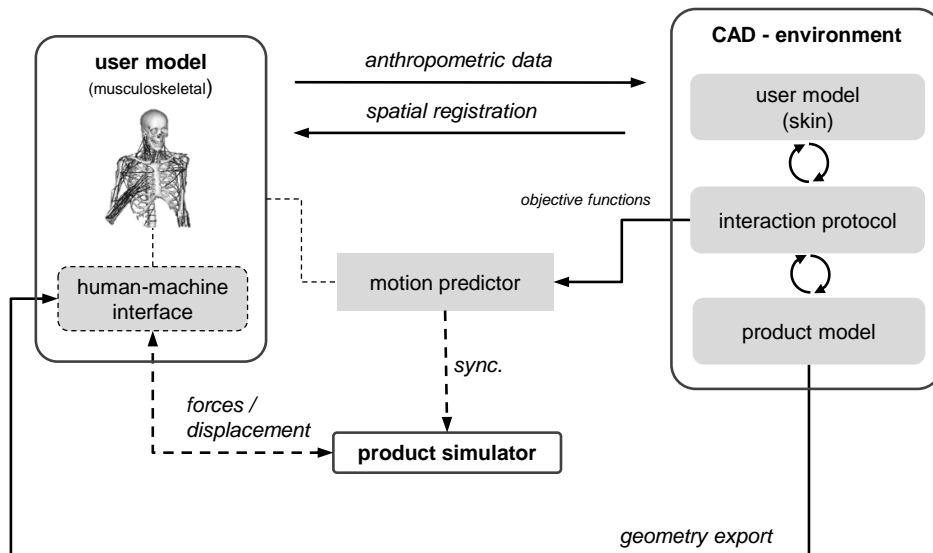 user model
(musculoskeletal)
human-machine
interface
anthropometric data
spatial registration
objective functions
motion predictor
sync.
forces /
displacement
product simulator
CAD - environment
user model
(skin)
interaction protocol
product model
geometry export